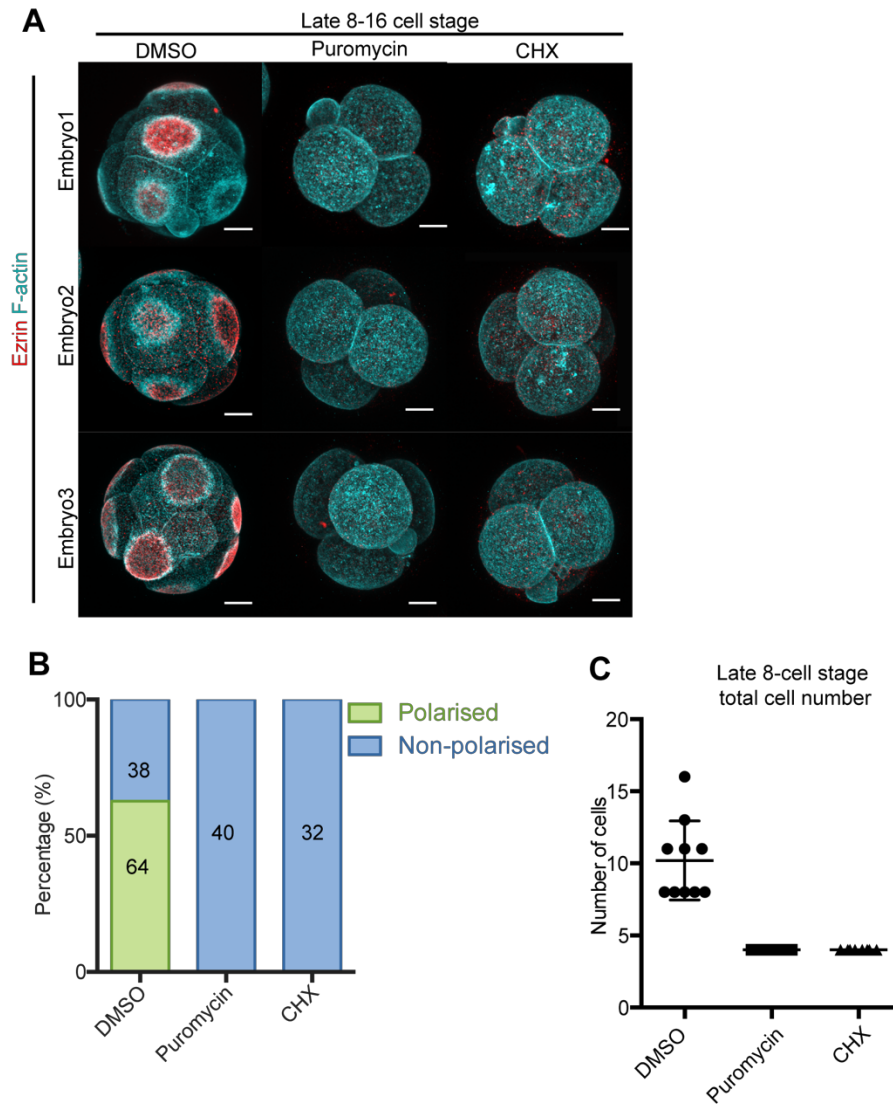 A
Late 8-16 cell stage
DMSO
Puromycin
CHX
Ezrin F-actin
Embryo1
Embryo2
Embryo3
B
Percentage (%)
100
50
0
38
64
40
32
DMSO
Puromycin
CHX
Polarised
Non-polarised
C
Late 8-cell stage
total cell number
Number of cells
20
15
10
5
0
DMSO
Puromycin
CHX